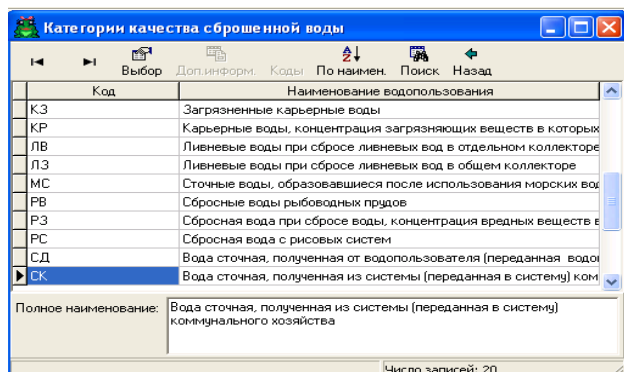 Категории качества сброшенной воды
Выбор Доп.информ. Коды По наимен. Поиск Назад
Код Наименование водопользования
КЗ Загрязненные карьерные воды
КР Карьерные воды, концентрация загрязняющих веществ в которых
ЛВ Ливневые воды при сбросе ливневых вод в отдельном коллекторе
ЛЗ Ливневые воды при сбросе ливневых вод в общем коллекторе
МС Сточные воды, образовавшиеся после использования морских вод
РВ Сбросные воды рыбоводных прудов
РЗ Сбросная вода при сбросе воды, концентрация вредных веществ в
РС Сбросная вода с рисовых систем
СД Вода сточная, полученная от водопользователя (переданная водо
СК Вода сточная, полученная из системы (переданная в систему) ком
Полное наименование: Вода сточная, полученная из системы (переданная в систему)
коммунального хозяйства
Число записей: 20